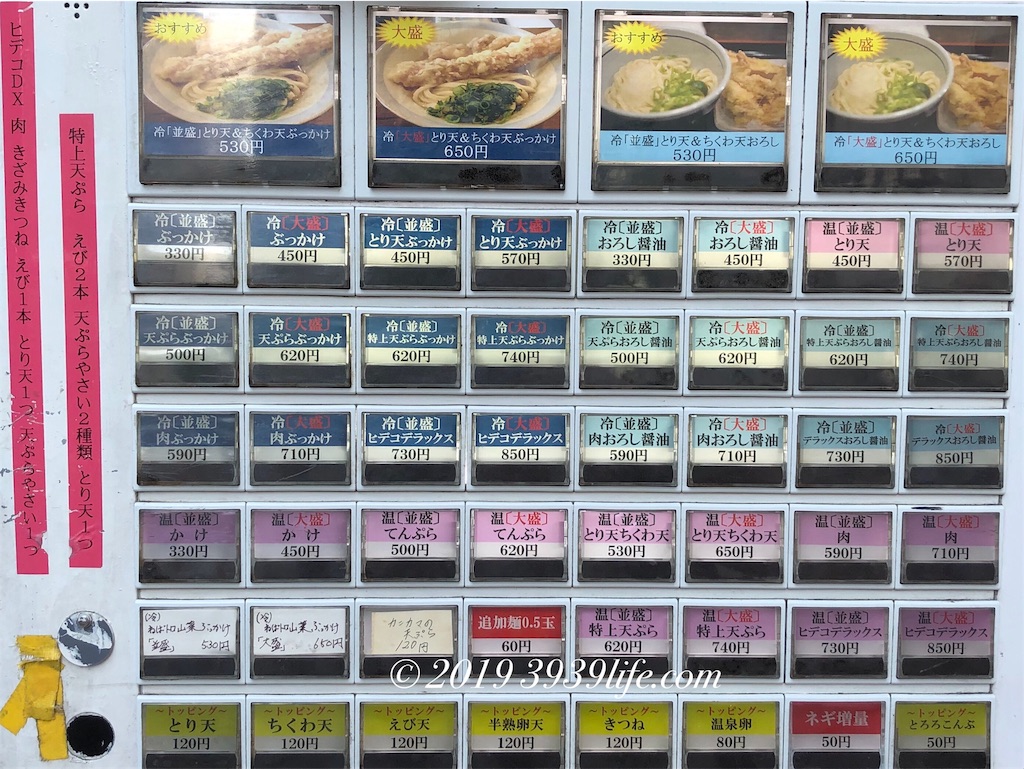 ヒデコDX 肉 きざみきつね えび1本 とり天1つ 天ぷらやさい1つ
特上天ぷら えび2本 天ぷらやさい2種類 とり天1つ
おすすめ
冷「並盛」とり天&ちくわ天ぶっかけ
530円
大盛
冷「大盛」とり天&ちくわ天ぶっかけ
650円
おすすめ
冷「並盛」とり天&ちくわ天おろし
530円
大盛
冷「大盛」とり天&ちくわ天おろし
650円
冷〔並盛〕
ぶっかけ
330円
冷〔大盛〕
ぶっかけ
450円
冷〔並盛〕
とり天ぶっかけ
450円
冷〔大盛〕
とり天ぶっかけ
570円
冷〔並盛〕
おろし醤油
330円
冷〔大盛〕
おろし醤油
450円
温〔並盛〕
とり天
450円
温〔大盛〕
とり天
570円
冷〔並盛〕
天ぷらぶっかけ
500円
冷〔大盛〕
天ぷらぶっかけ
620円
冷〔並盛〕
特上天ぷらぶっかけ
620円
冷〔大盛〕
特上天ぷらぶっかけ
740円
冷〔並盛〕
天ぷらおろし醤油
500円
冷〔大盛〕
天ぷらおろし醤油
620円
冷〔並盛〕
特上天ぷらおろし醤油
620円
冷〔大盛〕
特上天ぷらおろし醤油
740円
冷〔並盛〕
肉ぶっかけ
590円
冷〔大盛〕
肉ぶっかけ
710円
冷〔並盛〕
ヒデコデラックス
730円
冷〔大盛〕
ヒデコデラックス
850円
冷〔並盛〕
肉おろし醤油
590円
冷〔大盛〕
肉おろし醤油
710円
冷〔並盛〕
デラックスおろし醤油
730円
冷〔大盛〕
デラックスおろし醤油
850円
温〔並盛〕
かけ
330円
温〔大盛〕
かけ
450円
温〔並盛〕
てんぷら
500円
温〔大盛〕
てんぷら
620円
温〔並盛〕
とり天ちくわ天
530円
温〔大盛〕
とり天ちくわ天
650円
温〔並盛〕
肉
590円
温〔大盛〕
肉
710円
(冷)
ねばトロ山菜ぶっかけ
「並盛」 530円
(冷)
ねばトロ山菜ぶっかけ
「大盛」 650円
カニカマの
天ぷら
120円
追加麺0.5玉
60円
温〔並盛〕
特上天ぷら
620円
温〔大盛〕
特上天ぷら
740円
温〔並盛〕
ヒデコデラックス
730円
温〔大盛〕
ヒデコデラックス
850円
© 2019 3939life.com
～トッピング～
とり天
120円
～トッピング～
ちくわ天
120円
～トッピング～
えび天
120円
～トッピング～
半熟卵天
120円
～トッピング～
きつね
120円
～トッピング～
温泉卵
80円
ネギ増量
50円
～トッピング～
とろろこんぶ
50円